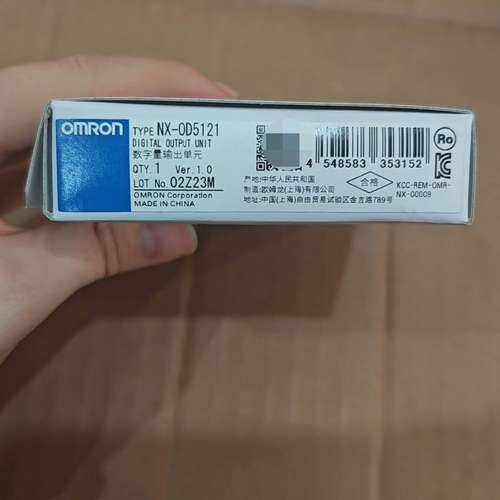 OMRON
TYPE NX-OD5121
DIGITAL OUTPUT UNIT
数字量输出单元
QTY. 1 Ver. 1.0
LOT No. 02Z23M
OMRON Corporation
MADE IN CHINA
4 548583 353152
产地:中华人民共和国
制造:欧姆龙(上海)有限公司
地址:中国(上海)自由贸易试验区金吉路789号
合格
Ro
KCC-REM-OMR-
NX-OD008